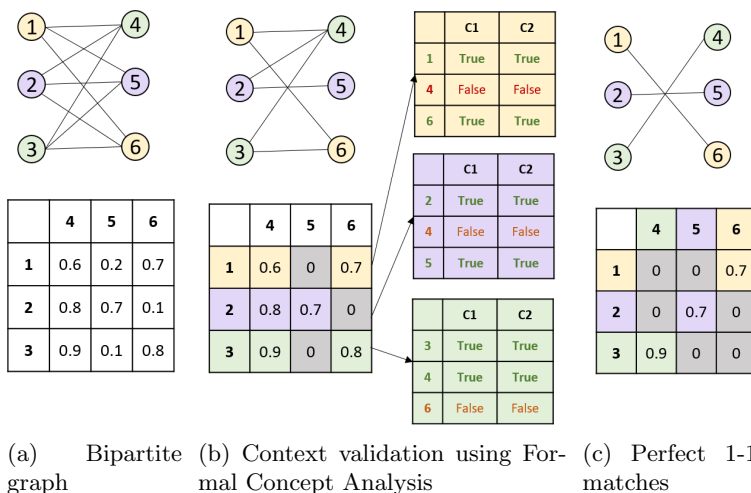 1 4
2 5
3 6
4 5 6
1 0.6 0.2 0.7
2 0.8 0.7 0.1
3 0.9 0.1 0.8
(a) Bipartite
graph
1 4
2 5
3 6
4 5 6
1 0.6 0 0.7
2 0.8 0.7 0
3 0.9 0 0.8
C1 C2
1 True True
4 False False
6 True True
C1 C2
2 True True
4 False False
5 True True
C1 C2
3 True True
4 True True
6 False False
(b) Context validation using For-
mal Concept Analysis
1 4
2 5
3 6
4 5 6
1 0 0 0.7
2 0 0.7 0
3 0.9 0 0
(c) Perfect 1-1
matches